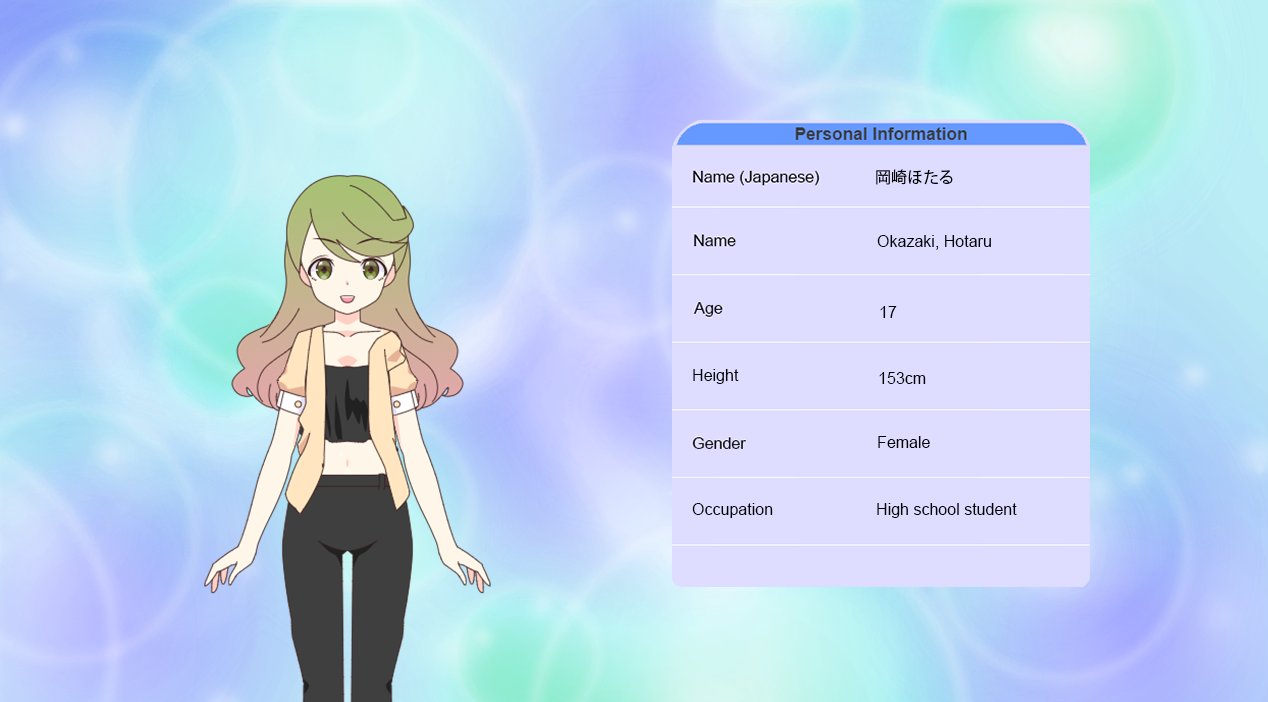 Personal Information
Name (Japanese) 岡崎ほたる
Name Okazaki, Hotaru
Age 17
Height 153cm
Gender Female
Occupation High school student